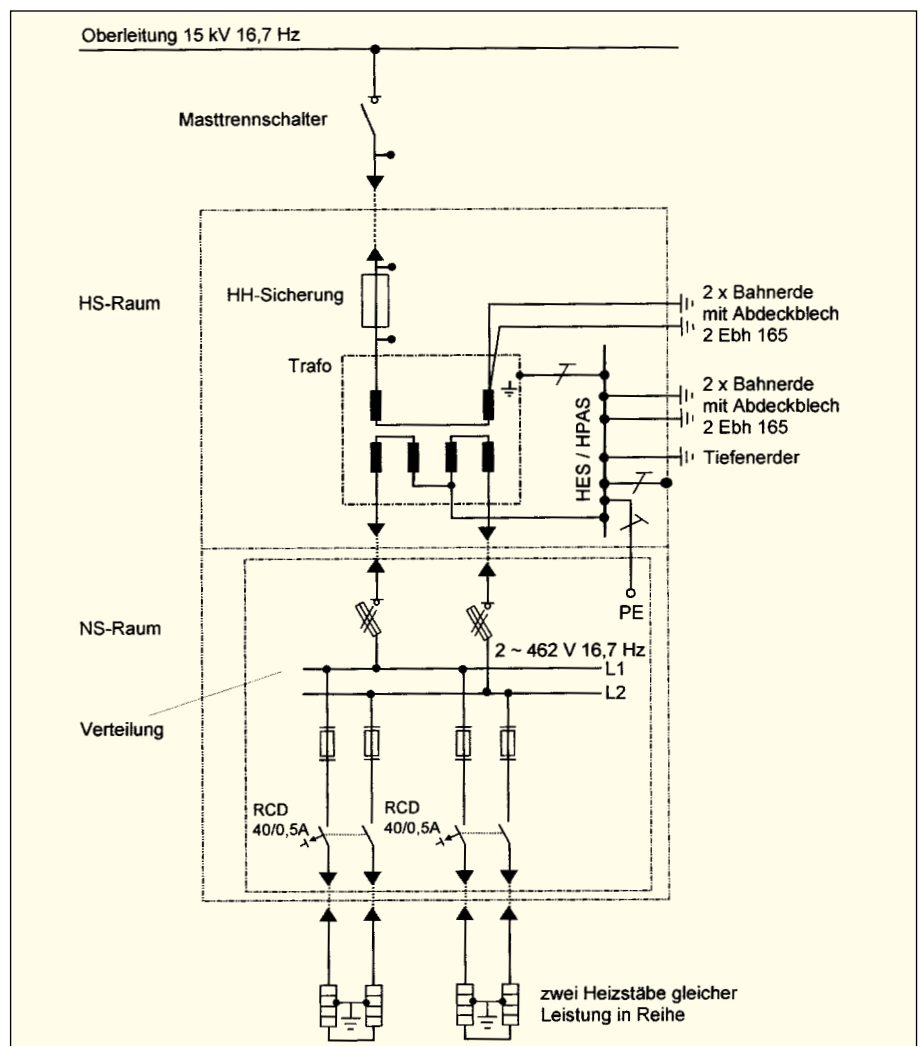 Oberleitung 15 kV 16,7 Hz
Masttrennschalter
HS-Raum
HH-Sicherung
2 x Bahnerde
mit Abdeckblech
2 Ebh 165
Trafo
2 x Bahnerde
mit Abdeckblech
2 Ebh 165
HES / HPAS
Tiefenerder
PE
NS-Raum
2 ~ 462 V 16,7 Hz
L1
L2
Verteilung
RCD
40/0,5A
RCD
40/0,5A
zwei Heizstäbe gleicher
Leistung in Reihe